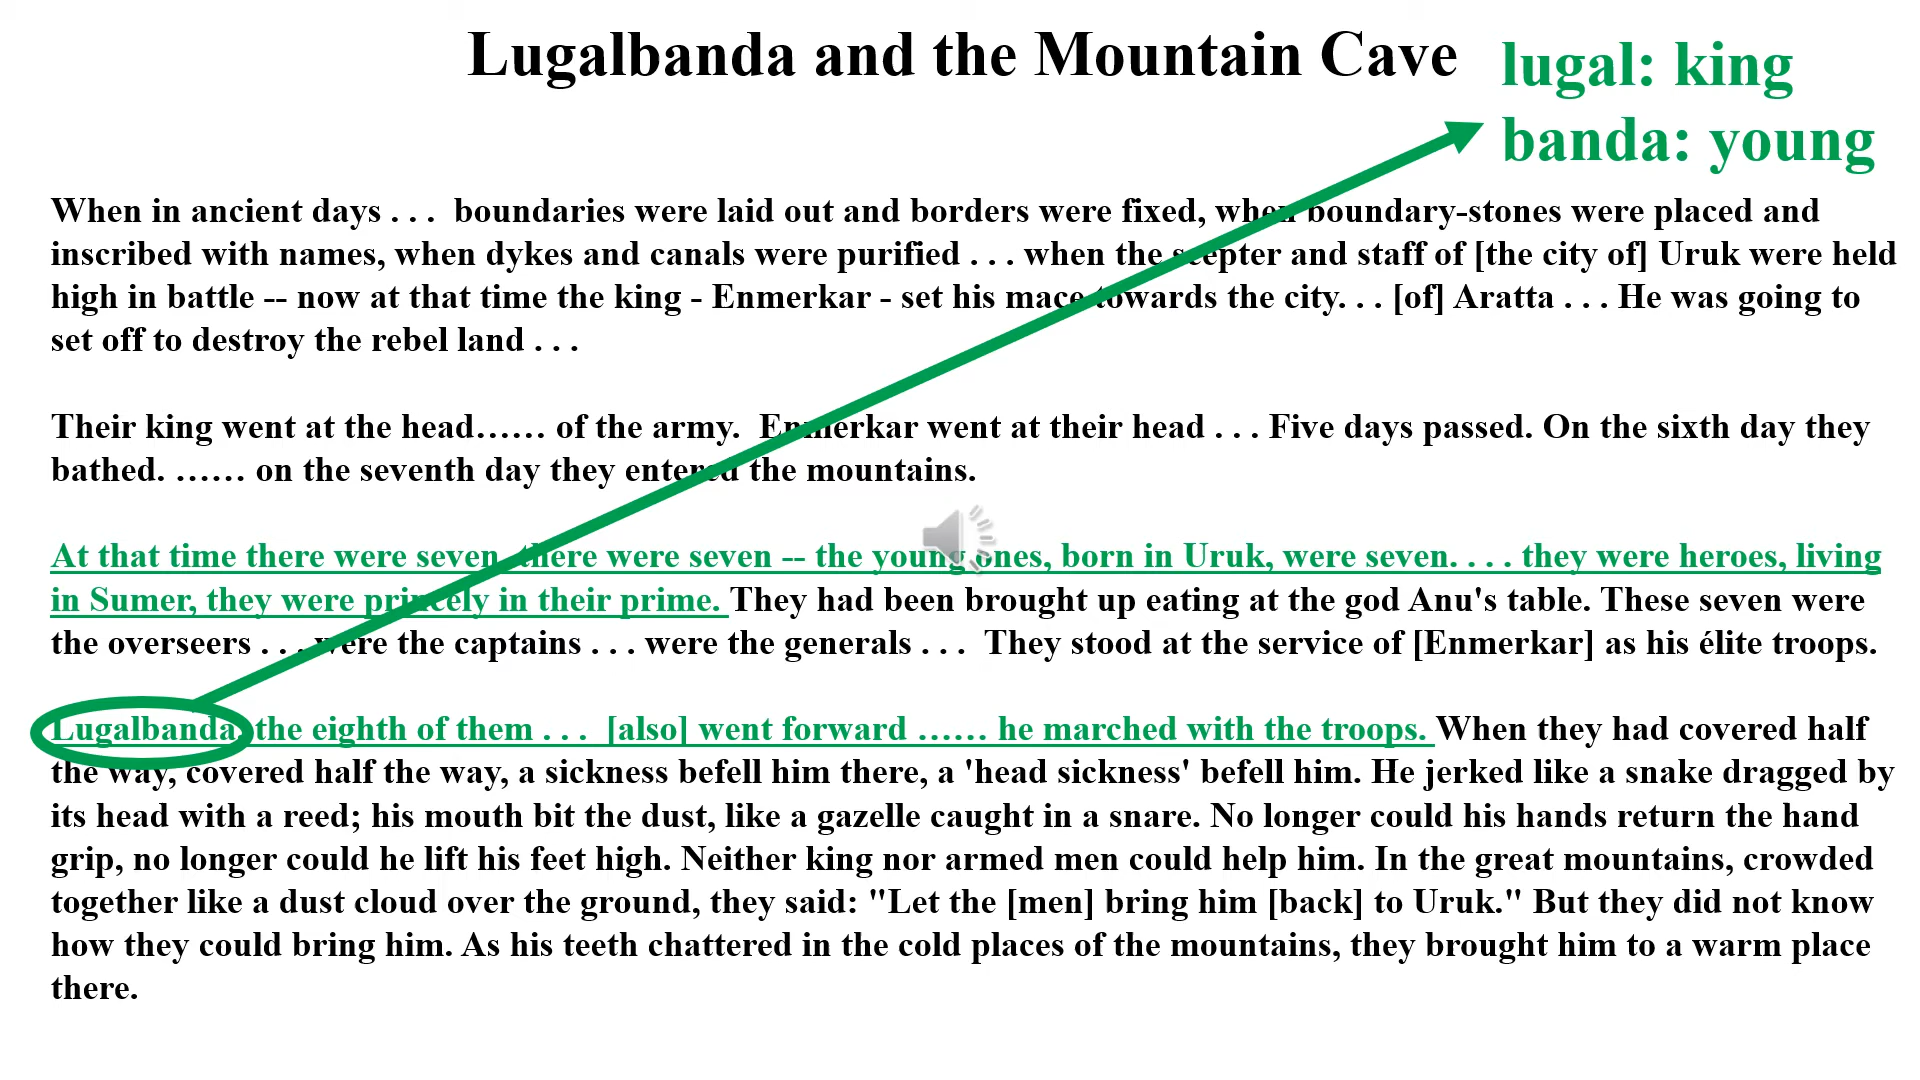 Lugalbanda and the Mountain Cave
lugal: king
banda: young
When in ancient days . . .  boundaries were laid out and borders were fixed, when boundary-stones were placed and
inscribed with names, when dykes and canals were purified . . . when the scepter and staff of [the city of] Uruk were held
high in battle -- now at that time the king - Enmerkar - set his mace towards the city. . . [of] Aratta . . . He was going to
set off to destroy the rebel land . . .
Their king went at the head…… of the army.  Enmerkar went at their head . . . Five days passed. On the sixth day they
bathed. …… on the seventh day they entered the mountains.
At that time there were seven, there were seven -- the young ones, born in Uruk, were seven. . . . they were heroes, living
in Sumer, they were princely in their prime. They had been brought up eating at the god Anu's table. These seven were
the overseers . . . were the captains . . . were the generals . . .  They stood at the service of [Enmerkar] as his élite troops.
Lugalbanda, the eighth of them . . .  [also] went forward …… he marched with the troops. When they had covered half
the way, covered half the way, a sickness befell him there, a 'head sickness' befell him. He jerked like a snake dragged by
its head with a reed; his mouth bit the dust, like a gazelle caught in a snare. No longer could his hands return the hand
grip, no longer could he lift his feet high. Neither king nor armed men could help him. In the great mountains, crowded
together like a dust cloud over the ground, they said: "Let the [men] bring him [back] to Uruk." But they did not know
how they could bring him. As his teeth chattered in the cold places of the mountains, they brought him to a warm place
there.